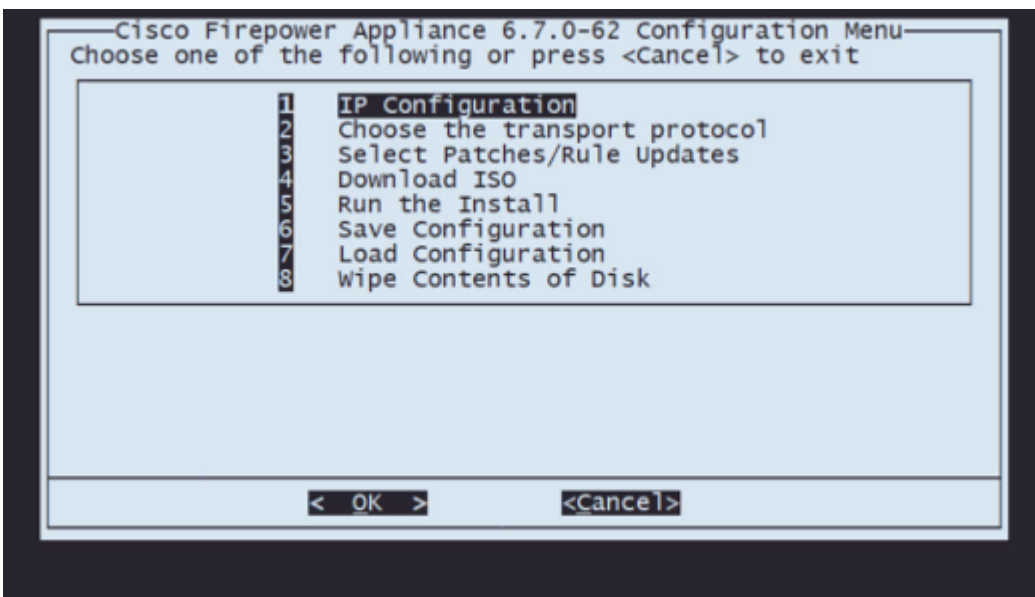 Cisco Firepower Appliance 6.7.0-62 Configuration Menu
Choose one of the following or press <Cancel> to exit
1 IP Configuration
2 Choose the transport protocol
3 Select Patches/Rule Updates
4 Download ISO
5 Run the Install
6 Save Configuration
7 Load Configuration
8 Wipe Contents of Disk
< OK > <Cancel>